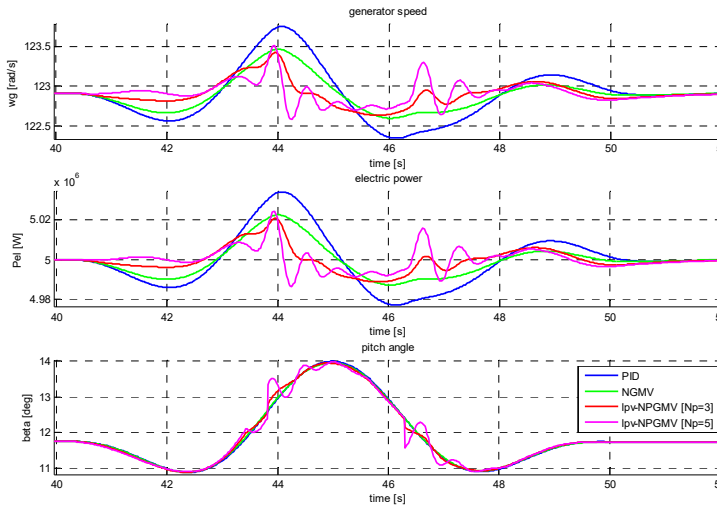 generator speed
123.5
123
122.5
wg [rad/s]
40 42 44 46 48 50 5
time [s]
electric power
x 10^6
5.02
5
4.98
Pel [W]
40 42 44 46 48 50 5
time [s]
pitch angle
14
13
12
11
beta [deg]
PID
NGMV
lpv-NPGMV [Np=3]
lpv-NPGMV [Np=5]
40 42 44 46 48 50 5
time [s]